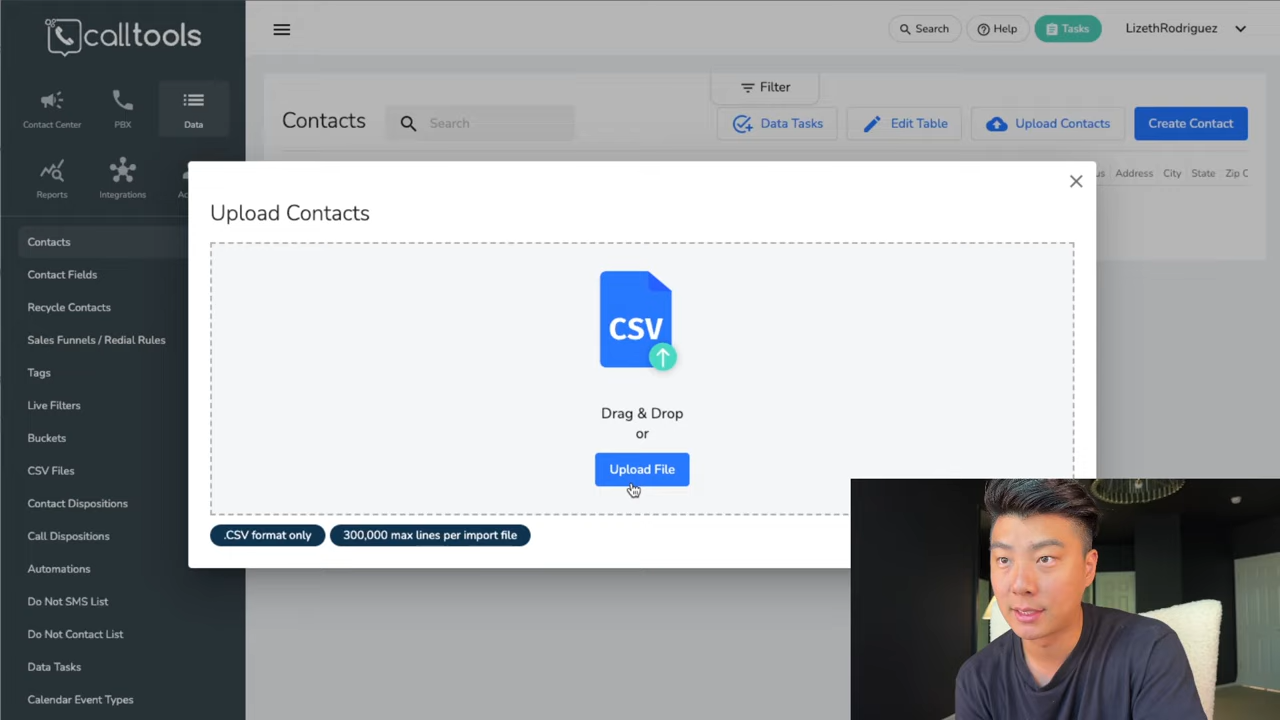 calltools
Search
Help
Tasks
LizethRodriguez
Contact Center
PBX
Data
Reports
Integrations
Filter
Contacts
Search
Data Tasks
Edit Table
Upload Contacts
Create Contact
Address
City
State
Upload Contacts
CSV
Drag & Drop
or
Upload File
.CSV format only
300,000 max lines per import file
Contacts
Contact Fields
Recycle Contacts
Sales Funnels / Redial Rules
Tags
Live Filters
Buckets
CSV Files
Contact Dispositions
Call Dispositions
Automations
Do Not SMS List
Do Not Contact List
Data Tasks
Calendar Event Types